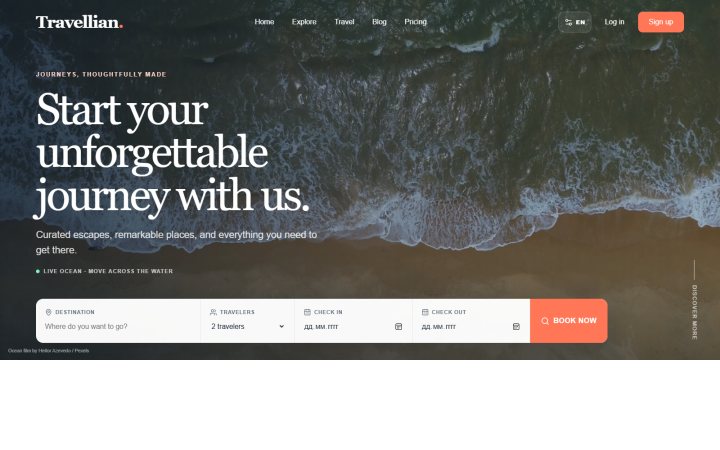 Travellian.
Home Explore Travel Blog Pricing
EN Log in Sign up
JOURNEYS, THOUGHTFULLY MADE
Start your
unforgettable
journey with us.
Curated escapes, remarkable places, and everything you need to
get there.
LIVE OCEAN · MOVE ACROSS THE WATER
DISCOVER MORE
DESTINATION TRAVELERS CHECK IN CHECK OUT
Where do you want to go? 2 travelers дд.мм.гггг дд.мм.гггг
BOOK NOW
Ocean film by Heitor Azevedo / Pexels